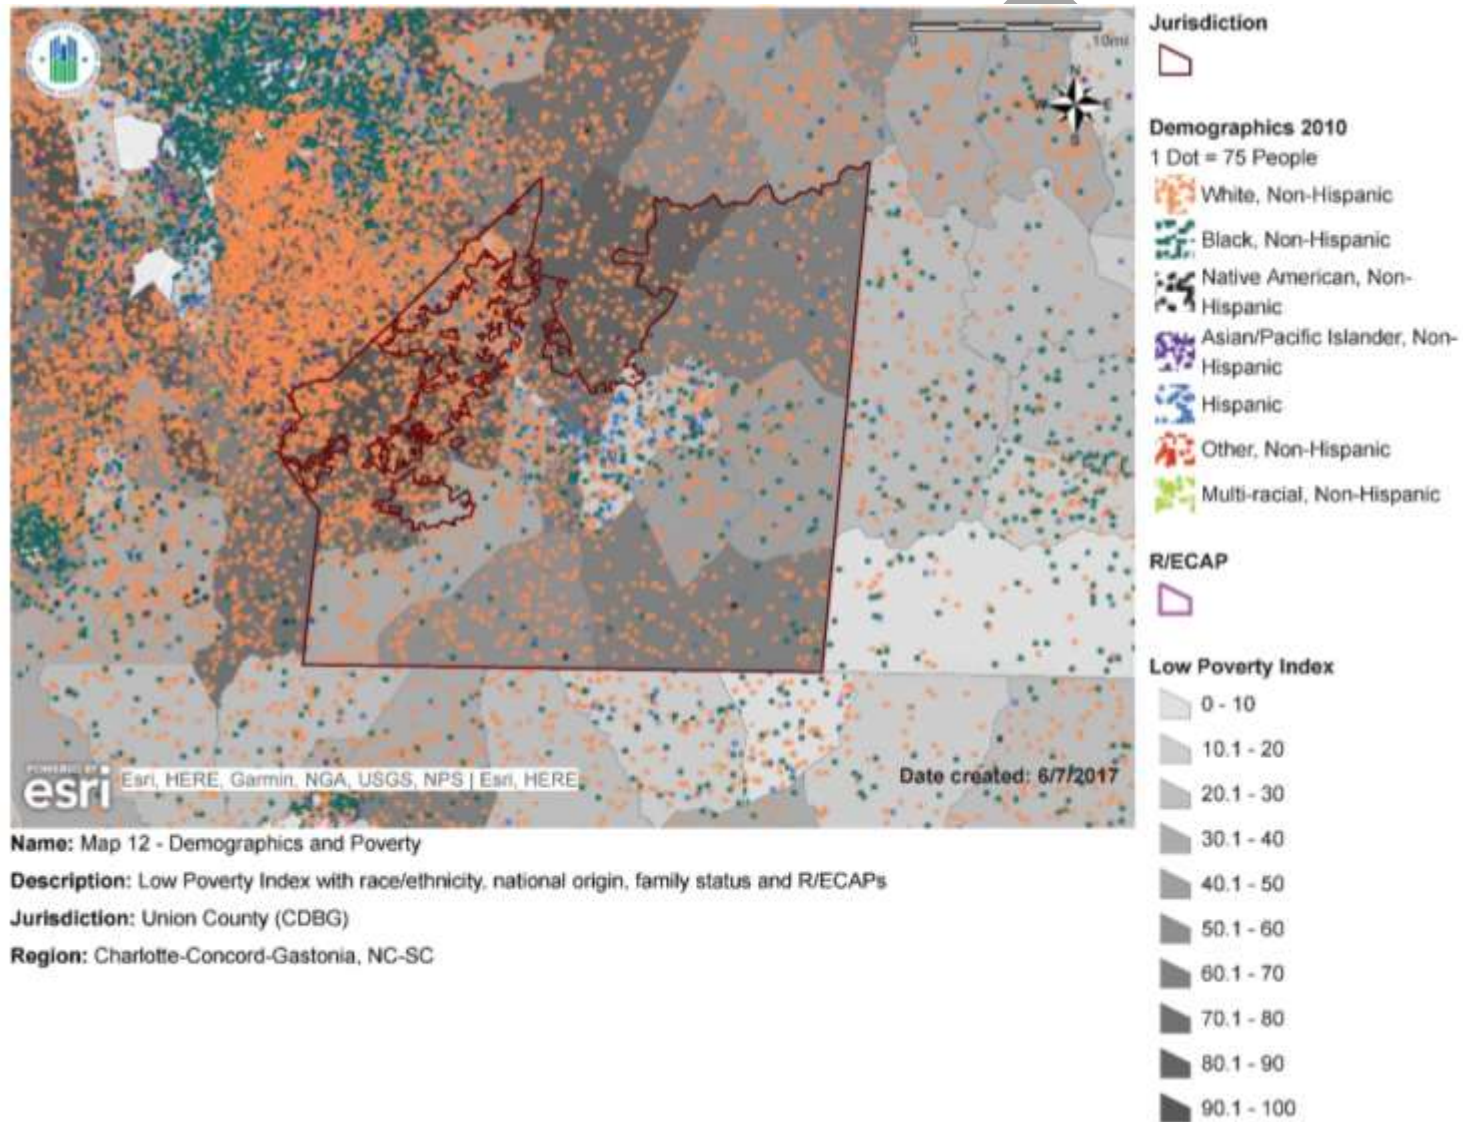 0 5 10mi
N
W E
S
POWERED BY
esri
Esri, HERE, Garmin, NGA, USGS, NPS | Esri, HERE
Date created: 6/7/2017
Name: Map 12 - Demographics and Poverty
Description: Low Poverty Index with race/ethnicity, national origin, family status and R/ECAPs
Jurisdiction: Union County (CDBG)
Region: Charlotte-Concord-Gastonia, NC-SC
Jurisdiction
Demographics 2010
1 Dot = 75 People
White, Non-Hispanic
Black, Non-Hispanic
Native American, Non-
Hispanic
Asian/Pacific Islander, Non-
Hispanic
Hispanic
Other, Non-Hispanic
Multi-racial, Non-Hispanic
R/ECAP
Low Poverty Index
0 - 10
10.1 - 20
20.1 - 30
30.1 - 40
40.1 - 50
50.1 - 60
60.1 - 70
70.1 - 80
80.1 - 90
90.1 - 100